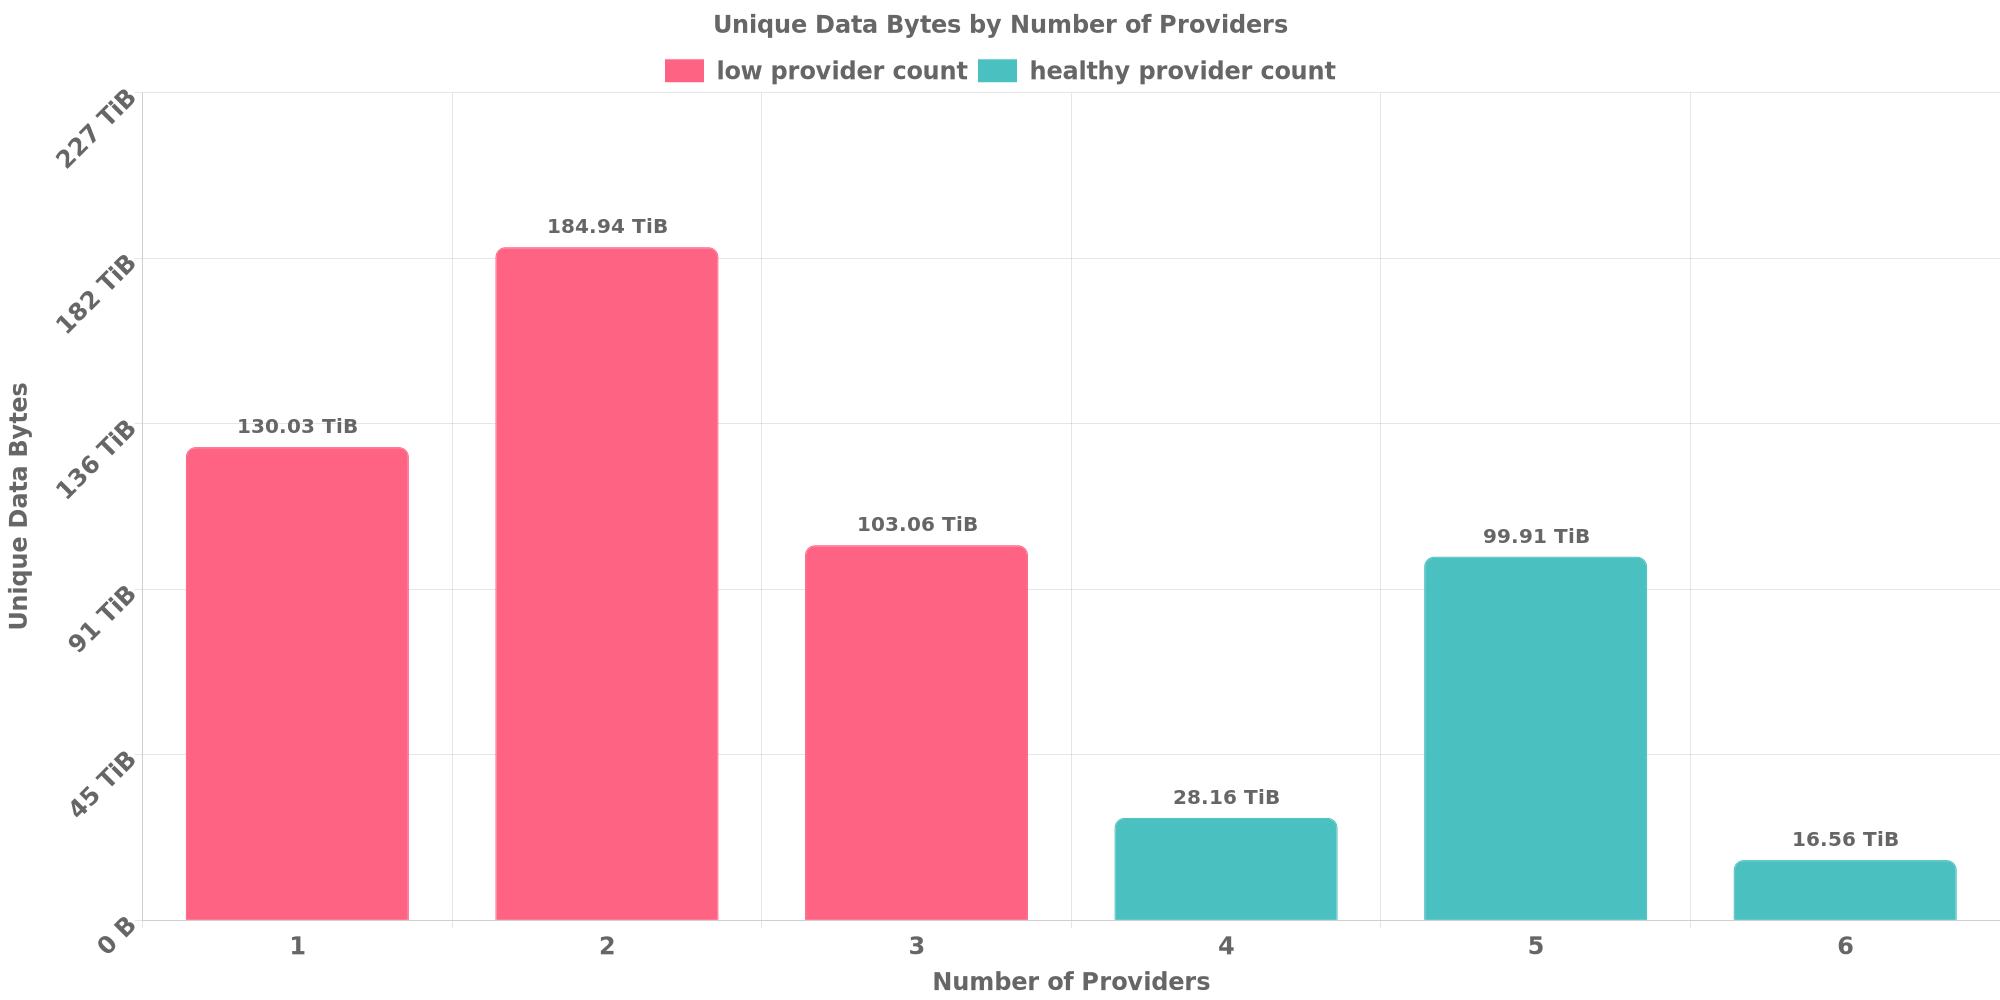 Unique Data Bytes by Number of Providers
low provider count healthy provider count
227 TiB
182 TiB
136 TiB
91 TiB
45 TiB
0 B
Unique Data Bytes
130.03 TiB
184.94 TiB
103.06 TiB
28.16 TiB
99.91 TiB
16.56 TiB
1 2 3 4 5 6
Number of Providers